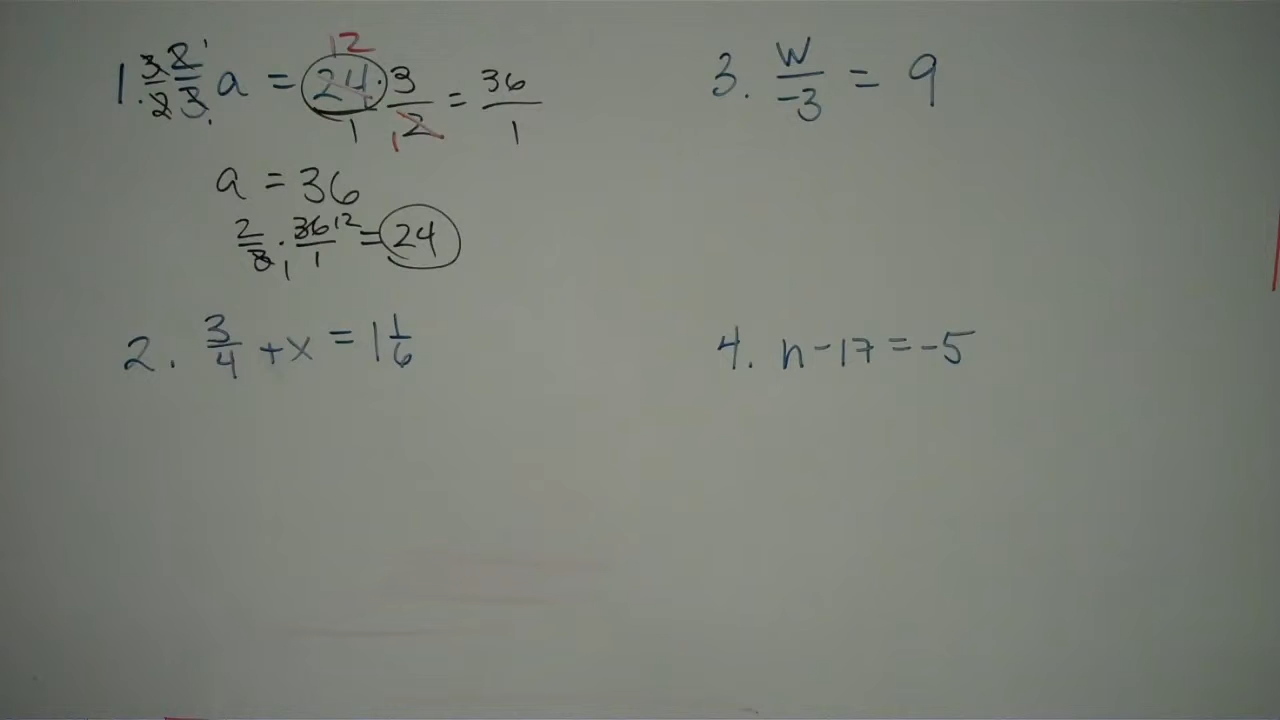 1. 3/2 2/3 a = 24/1 · 3/2 = 36/1
12
1
1
a = 36
2/3 · 36/1 = 24
12
1
2. 3/4 + x = 1 1/6
3. w/-3 = 9
4. n - 17 = -5